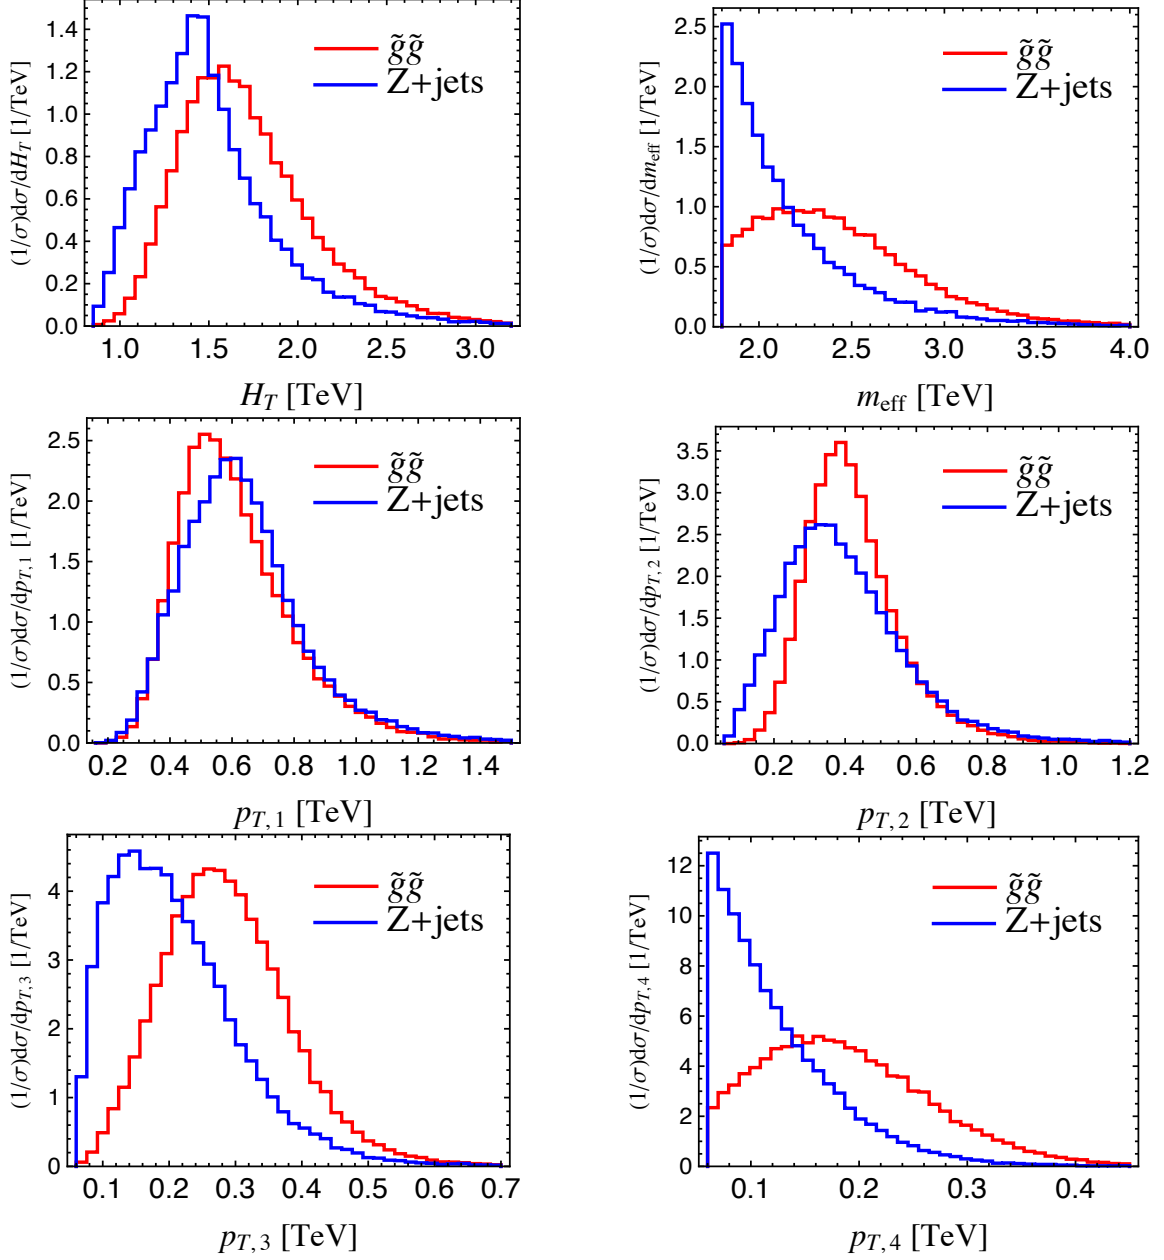 (1/σ)dσ/dH_T [1/TeV]
1.4
1.2
1.0
0.8
0.6
0.4
0.2
0.0
g̃g̃
Z+jets
1.0 1.5 2.0 2.5 3.0
H_T [TeV]
(1/σ)dσ/dm_eff [1/TeV]
2.5
2.0
1.5
1.0
0.5
0.0
g̃g̃
Z+jets
2.0 2.5 3.0 3.5 4.0
m_eff [TeV]
(1/σ)dσ/dp_{T,1} [1/TeV]
2.5
2.0
1.5
1.0
0.5
0.0
g̃g̃
Z+jets
0.2 0.4 0.6 0.8 1.0 1.2 1.4
p_{T,1} [TeV]
(1/σ)dσ/dp_{T,2} [1/TeV]
3.5
3.0
2.5
2.0
1.5
1.0
0.5
0.0
g̃g̃
Z+jets
0.2 0.4 0.6 0.8 1.0 1.2
p_{T,2} [TeV]
(1/σ)dσ/dp_{T,3} [1/TeV]
4
3
2
1
0
g̃g̃
Z+jets
0.1 0.2 0.3 0.4 0.5 0.6 0.7
p_{T,3} [TeV]
(1/σ)dσ/dp_{T,4} [1/TeV]
12
10
8
6
4
2
0
g̃g̃
Z+jets
0.1 0.2 0.3 0.4
p_{T,4} [TeV]